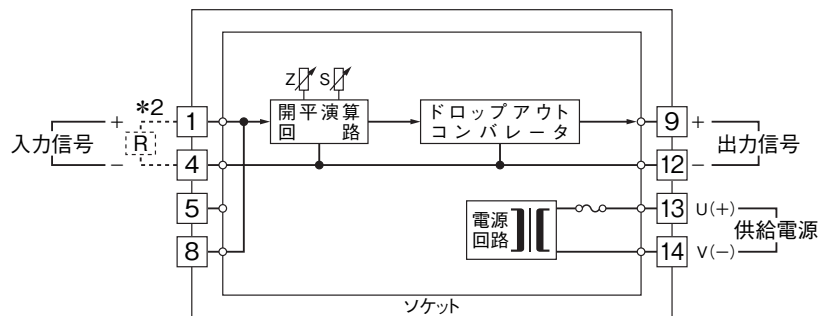 Z S
開平演算
回 路
ドロップアウト
コンバレータ
*2
入力信号
+
−
R
1
4
5
8
9
12
13
14
+
−
出力信号
U(+)
V(−)
供給電源
電源
回路
ソケット